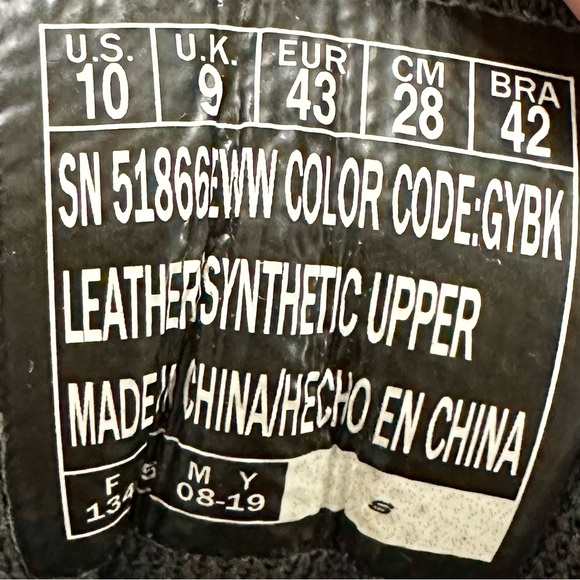 U.S. U.K. EUR CM BRA
10 9 43 28 42
SN 51866EWW COLOR CODE:GYBK
LEATHER/SYNTHETIC UPPER
MADE IN CHINA/HECHO EN CHINA
F M Y
08-19